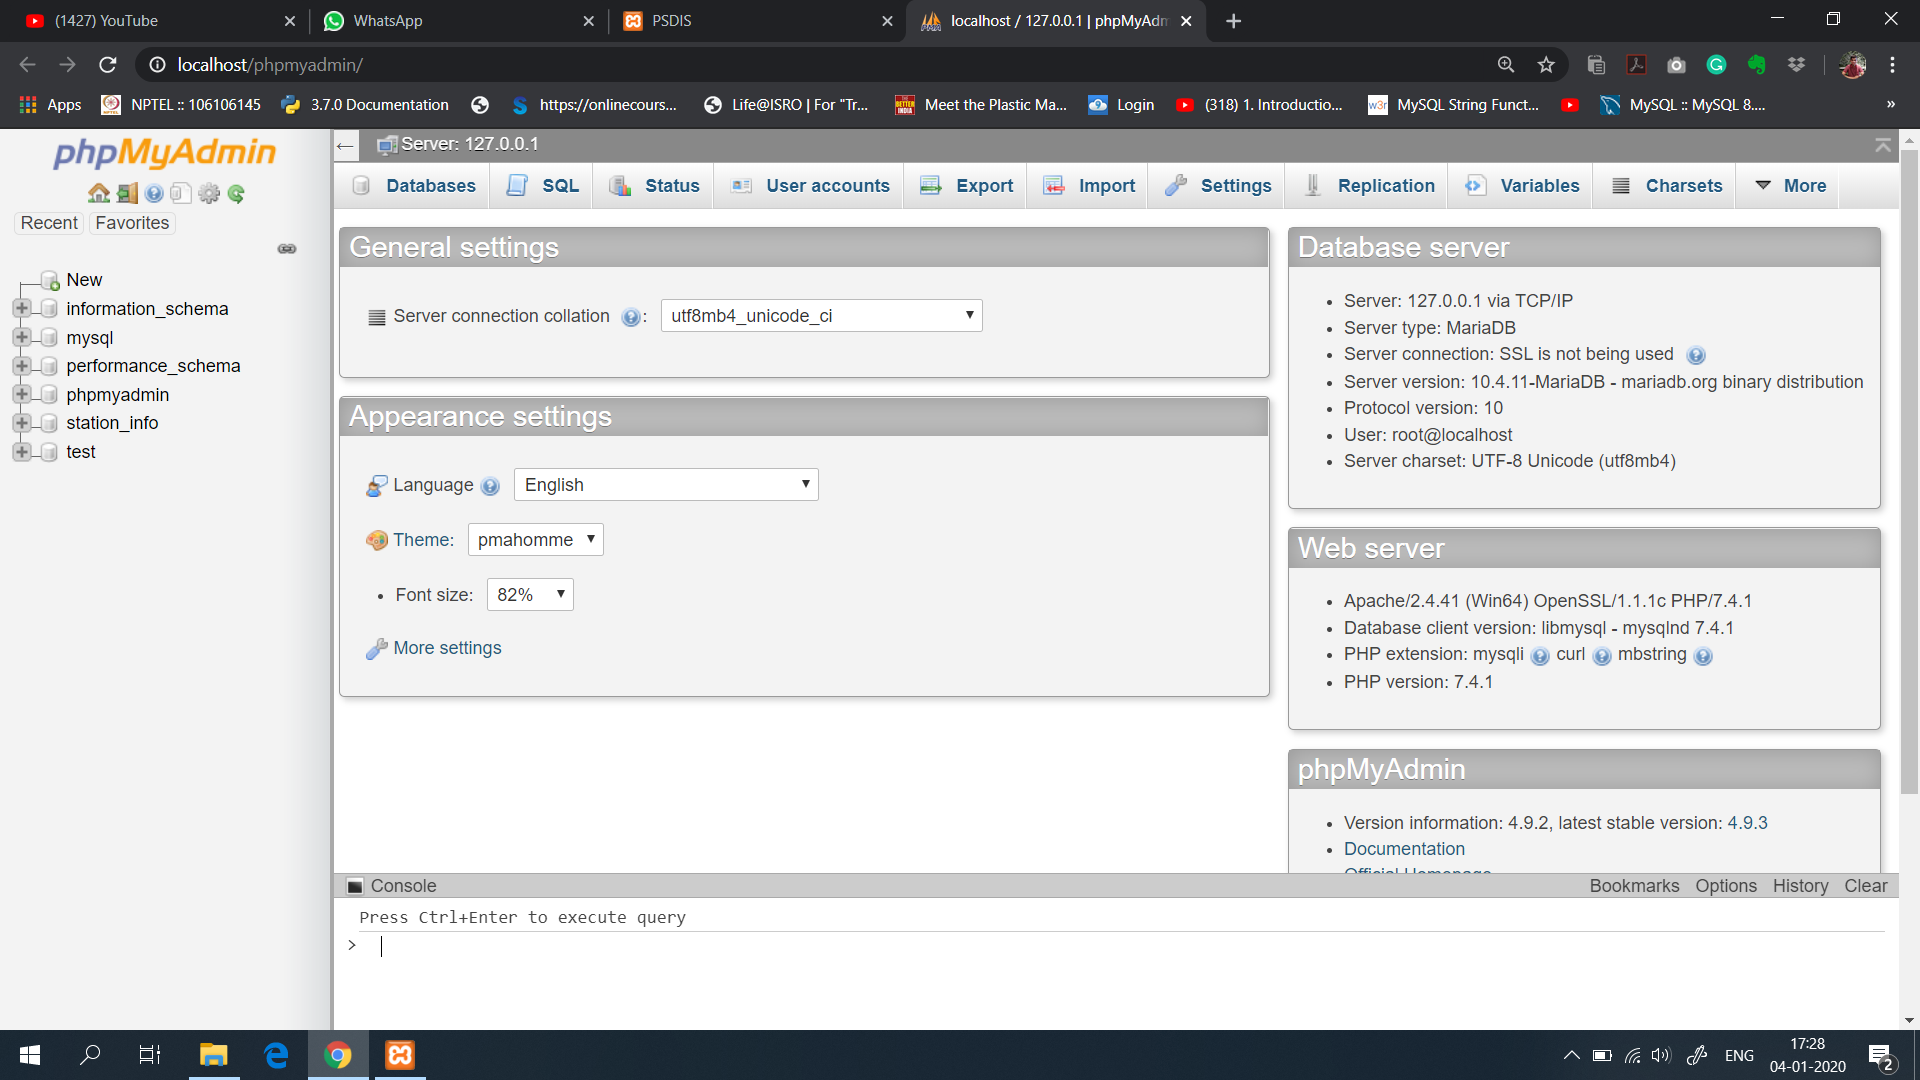 (1427) YouTube
WhatsApp
PSDIS
localhost / 127.0.0.1 | phpMyAdm
localhost/phpmyadmin/
Apps
NPTEL :: 106106145
3.7.0 Documentation
https://onlinecours...
Life@ISRO | For "Tr...
Meet the Plastic Ma...
Login
(318) 1. Introductio...
MySQL String Funct...
MySQL :: MySQL 8....
»
phpMyAdmin
Recent
Favorites
New
information_schema
mysql
performance_schema
phpmyadmin
station_info
test
Server: 127.0.0.1
Databases
SQL
Status
User accounts
Export
Import
Settings
Replication
Variables
Charsets
More
General settings
Server connection collation :
utf8mb4_unicode_ci
Appearance settings
Language
English
Theme:
pmahomme
Font size:
82%
More settings
Database server
Server: 127.0.0.1 via TCP/IP
Server type: MariaDB
Server connection: SSL is not being used
Server version: 10.4.11-MariaDB - mariadb.org binary distribution
Protocol version: 10
User: root@localhost
Server charset: UTF-8 Unicode (utf8mb4)
Web server
Apache/2.4.41 (Win64) OpenSSL/1.1.1c PHP/7.4.1
Database client version: libmysql - mysqlnd 7.4.1
PHP extension: mysqli curl mbstring
PHP version: 7.4.1
phpMyAdmin
Version information: 4.9.2, latest stable version: 4.9.3
Documentation
Official Homepage
Console
Bookmarks
Options
History
Clear
Press Ctrl+Enter to execute query
>
ENG
17:28
04-01-2020
2